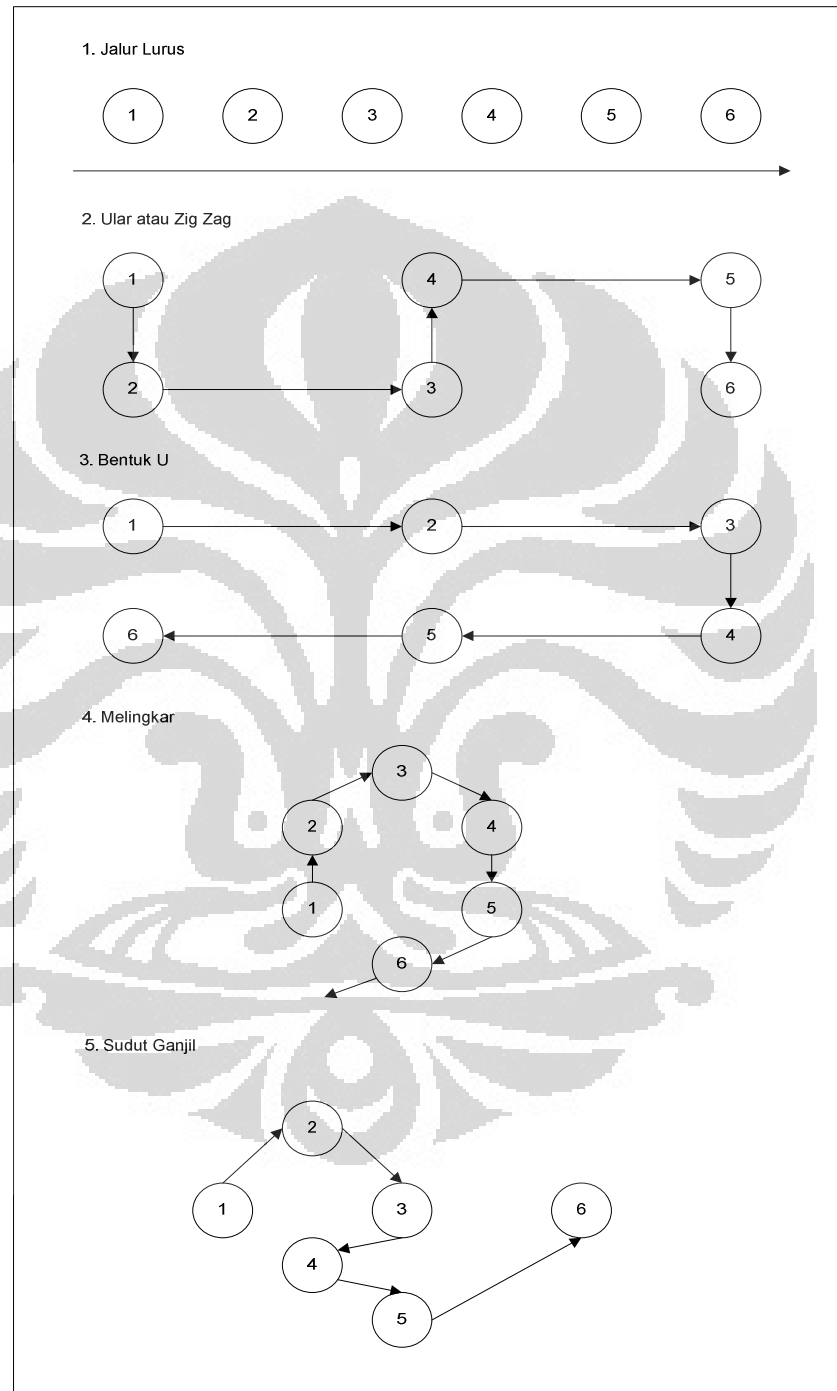 1. Jalur Lurus
1 2 3 4 5 6
2. Ular atau Zig Zag
1 4 5
2 3 6
3. Bentuk U
1 2 3
6 5 4
4. Melingkar
3
2 4
1 5
6
5. Sudut Ganjil
2
1 3 6
4
5